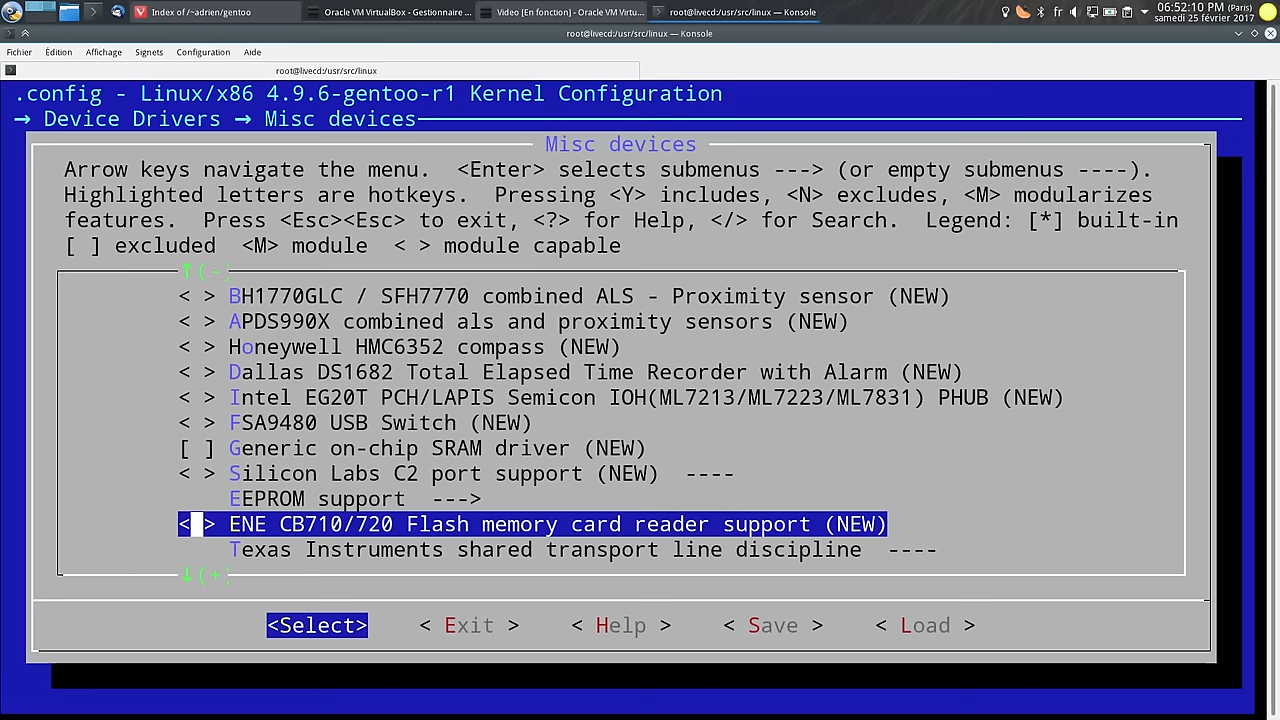 Index of /~adrien/gentoo
Oracle VM VirtualBox - Gestionnaire ...
Video [En fonction] - Oracle VM Virtu...
root@livecd:/usr/src/linux — Konsole
fr
06:52:10 PM (Paris)
samedi 25 février 2017
root@livecd:/usr/src/linux — Konsole
Fichier Édition Affichage Signets Configuration Aide
root@livecd:/usr/src/linux
.config - Linux/x86 4.9.6-gentoo-r1 Kernel Configuration
→ Device Drivers → Misc devices
Misc devices
Arrow keys navigate the menu.  <Enter> selects submenus ---> (or empty submenus ----).
Highlighted letters are hotkeys.  Pressing <Y> includes, <N> excludes, <M> modularizes
features.  Press <Esc><Esc> to exit, <?> for Help, </> for Search.  Legend: [*] built-in
[ ] excluded  <M> module  < > module capable
↑(-)
< > BH1770GLC / SFH7770 combined ALS - Proximity sensor (NEW)
< > APDS990X combined als and proximity sensors (NEW)
< > Honeywell HMC6352 compass (NEW)
< > Dallas DS1682 Total Elapsed Time Recorder with Alarm (NEW)
< > Intel EG20T PCH/LAPIS Semicon IOH(ML7213/ML7223/ML7831) PHUB (NEW)
< > FSA9480 USB Switch (NEW)
[ ] Generic on-chip SRAM driver (NEW)
< > Silicon Labs C2 port support (NEW)  ----
EEPROM support  --->
< > ENE CB710/720 Flash memory card reader support (NEW)
Texas Instruments shared transport line discipline  ----
↓(+)
<Select> < Exit > < Help > < Save > < Load >